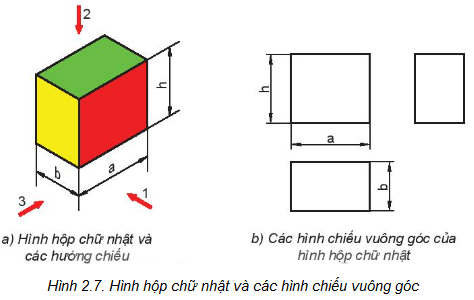 2
h
b
a
3
1
h
a
b
a) Hình hộp chữ nhật và
các hướng chiếu
b) Các hình chiếu vuông góc của
hình hộp chữ nhật
Hình 2.7. Hình hộp chữ nhật và các hình chiếu vuông góc